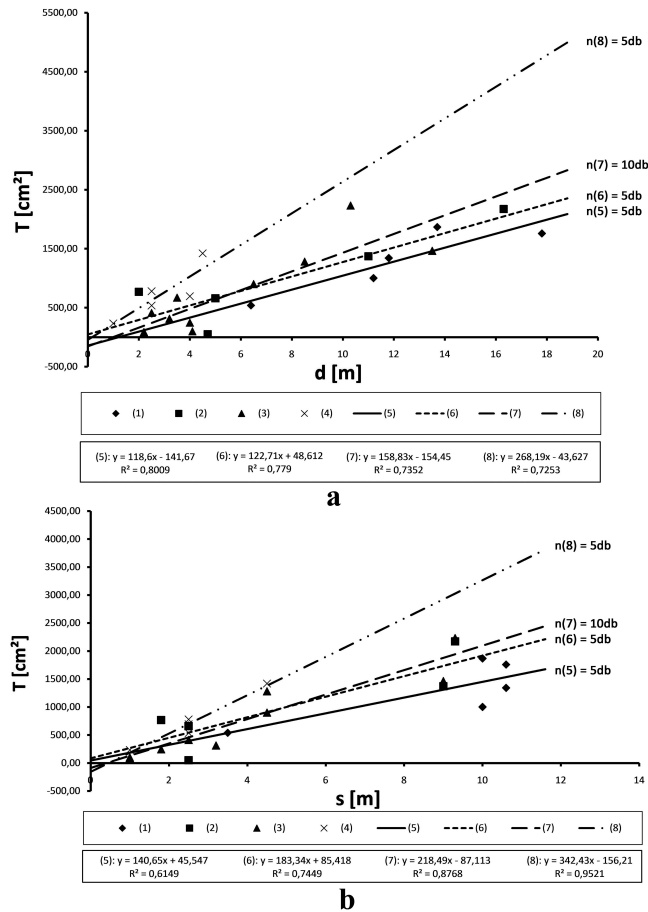 5500,00
n(8) = 5db
4500,00
3500,00
T [cm²]
n(7) = 10db
2500,00
n(6) = 5db
n(5) = 5db
1500,00
500,00
0 2 4 6 8 10 12 14 16 18 20
-500,00
d [m]
(1) (2) (3) (4) (5) (6) (7) (8)
(5): y = 118,6x - 141,67 (6): y = 122,71x + 48,612 (7): y = 158,83x - 154,45 (8): y = 268,19x - 43,627
R² = 0,8009 R² = 0,779 R² = 0,7352 R² = 0,7253
a
4500,00
4000,00
n(8) = 5db
3500,00
3000,00
2500,00
n(7) = 10db
n(6) = 5db
T [cm²]
2000,00
n(5) = 5db
1500,00
1000,00
500,00
0,00
0 2 4 6 8 10 12 14
-500,00
s [m]
(1) (2) (3) (4) (5) (6) (7) (8)
(5): y = 140,65x + 45,547 (6): y = 183,34x + 85,418 (7): y = 218,49x - 87,113 (8): y = 342,43x - 156,21
R² = 0,6149 R² = 0,7449 R² = 0,8768 R² = 0,9521
b